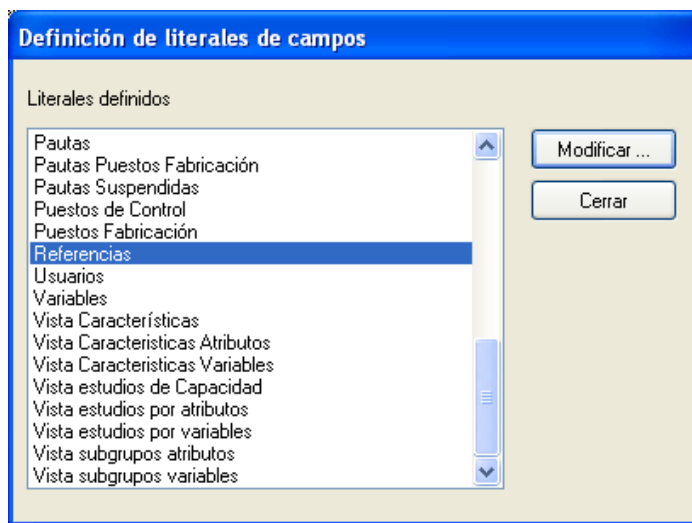 Definición de literales de campos
Literales definidos
Pautas
Pautas Puestos Fabricación
Pautas Suspendidas
Puestos de Control
Puestos Fabricación
Referencias
Usuarios
Variables
Vista Características
Vista Caracteristicas Atributos
Vista Caracteristicas Variables
Vista estudios de Capacidad
Vista estudios por atributos
Vista estudios por variables
Vista subgrupos atributos
Vista subgrupos variables
Modificar ...
Cerrar